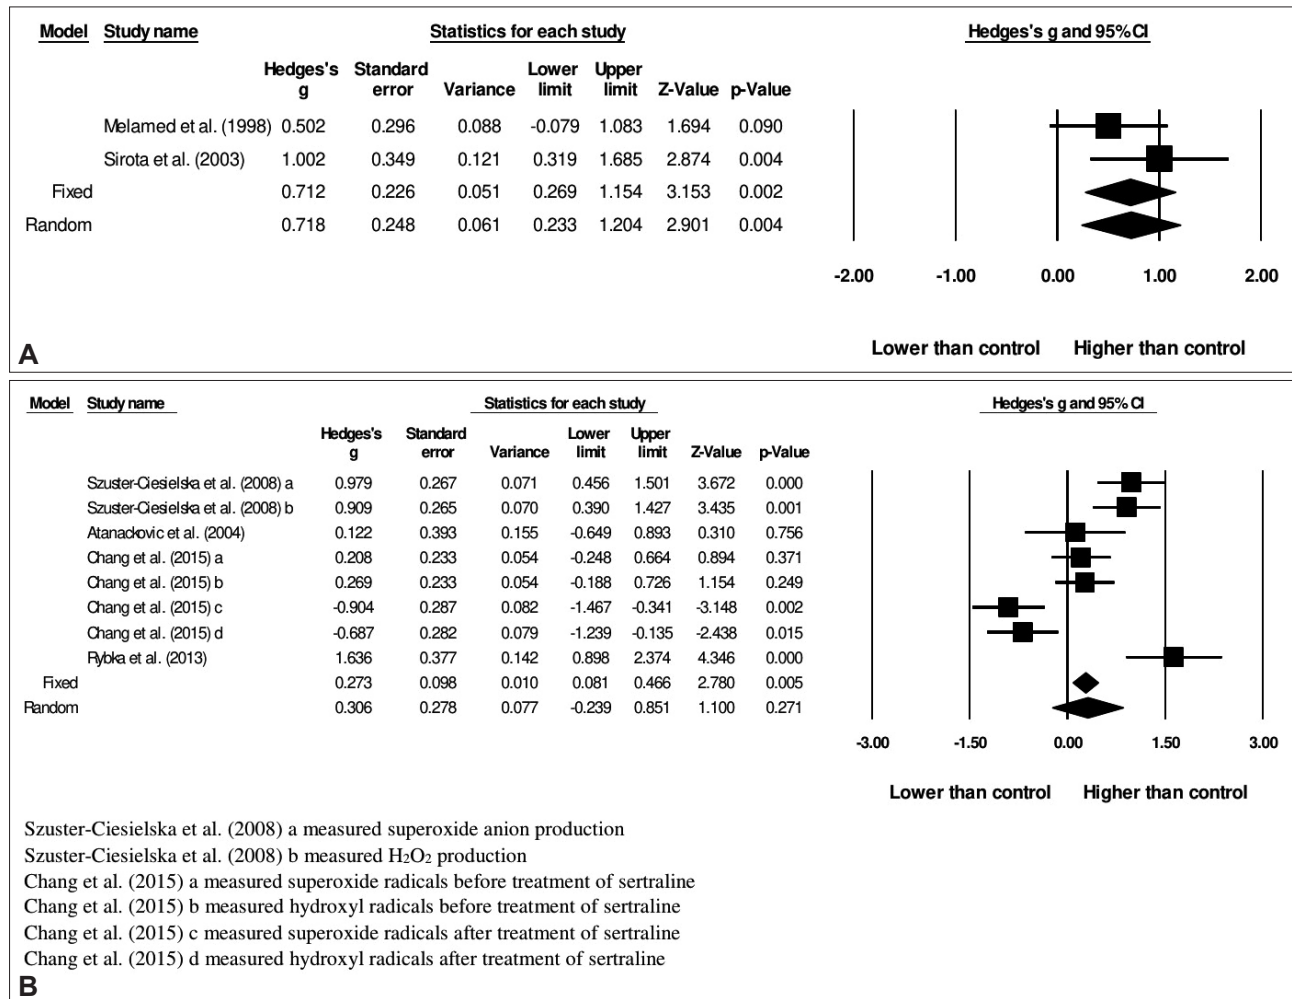 Model Study name Statistics for each study Hedges's g and 95% CI
Hedges's Standard Lower Upper
g error Variance limit limit Z-Value p-Value
Melamed et al. (1998) 0.502 0.296 0.088 -0.079 1.083 1.694 0.090
Sirota et al. (2003) 1.002 0.349 0.121 0.319 1.685 2.874 0.004
Fixed 0.712 0.226 0.051 0.269 1.154 3.153 0.002
Random 0.718 0.248 0.061 0.233 1.204 2.901 0.004
-2.00 -1.00 0.00 1.00 2.00
Lower than control Higher than control
A
Model Study name Statistics for each study Hedges's g and 95% CI
Hedges's Standard Lower Upper
g error Variance limit limit Z-Value p-Value
Szuster-Ciesielska et al. (2008) a 0.979 0.267 0.071 0.456 1.501 3.672 0.000
Szuster-Ciesielska et al. (2008) b 0.909 0.265 0.070 0.390 1.427 3.435 0.001
Atanackovic et al. (2004) 0.122 0.393 0.155 -0.649 0.893 0.310 0.756
Chang et al. (2015) a 0.208 0.233 0.054 -0.248 0.664 0.894 0.371
Chang et al. (2015) b 0.269 0.233 0.054 -0.188 0.726 1.154 0.249
Chang et al. (2015) c -0.904 0.287 0.082 -1.467 -0.341 -3.148 0.002
Chang et al. (2015) d -0.687 0.282 0.079 -1.239 -0.135 -2.438 0.015
Rybka et al. (2013) 1.636 0.377 0.142 0.898 2.374 4.346 0.000
Fixed 0.273 0.098 0.010 0.081 0.466 2.780 0.005
Random 0.306 0.278 0.077 -0.239 0.851 1.100 0.271
-3.00 -1.50 0.00 1.50 3.00
Lower than control Higher than control
Szuster-Ciesielska et al. (2008) a measured superoxide anion production
Szuster-Ciesielska et al. (2008) b measured H₂O₂ production
Chang et al. (2015) a measured superoxide radicals before treatment of sertraline
Chang et al. (2015) b measured hydroxyl radicals before treatment of sertraline
Chang et al. (2015) c measured superoxide radicals after treatment of sertraline
Chang et al. (2015) d measured hydroxyl radicals after treatment of sertraline
B